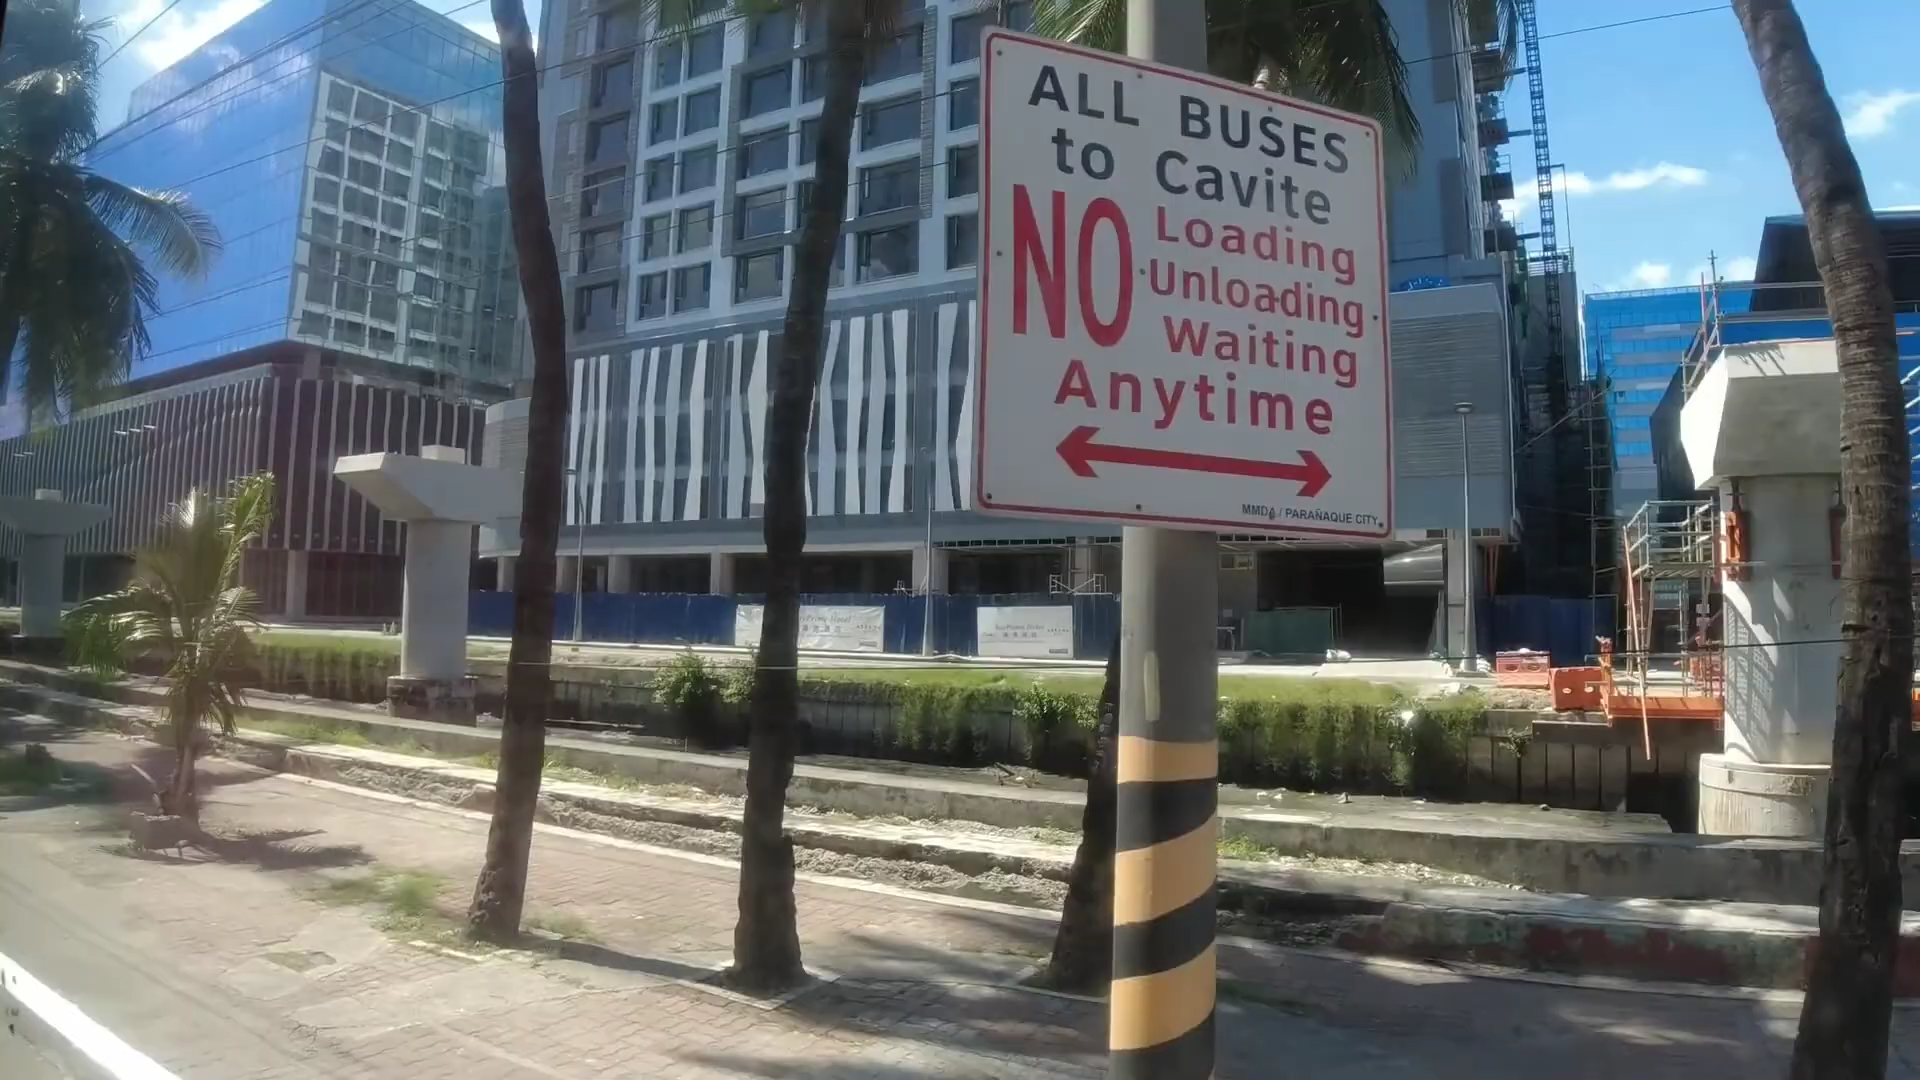 ALL BUSES
to Cavite
NO Loading
Unloading
Waiting
Anytime
MMDA / PARAÑAQUE CITY